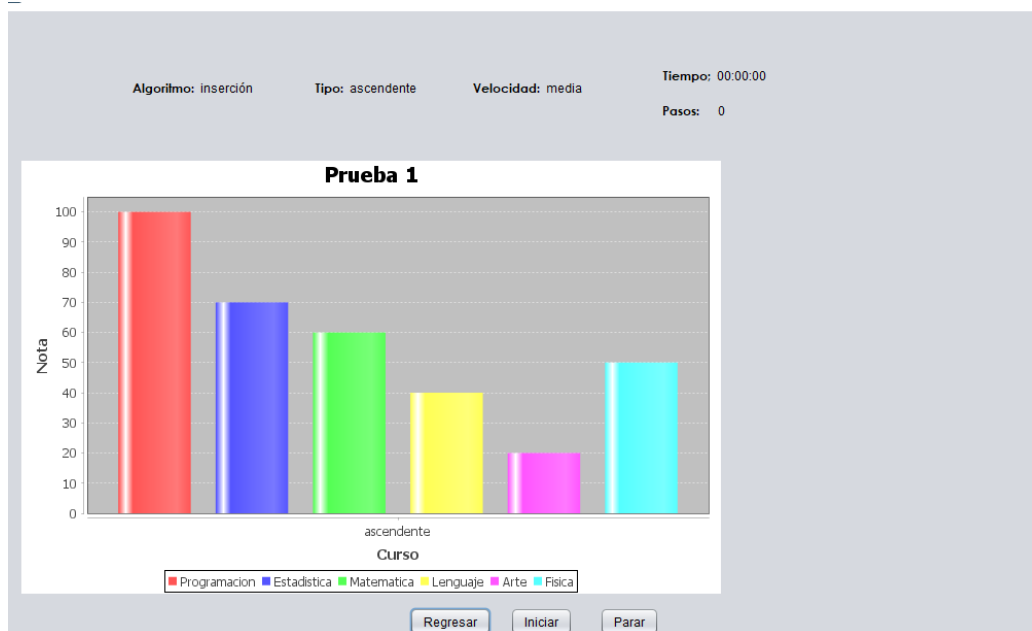 Tiempo: 00:00:00
Algoritmo: inserción Tipo: ascendente Velocidad: media
Pasos: 0
Prueba 1
100
90
80
70
60
50
40
30
20
10
0
Nota
ascendente
Curso
Programacion Estadistica Matematica Lenguaje Arte Fisica
Regresar Iniciar Parar